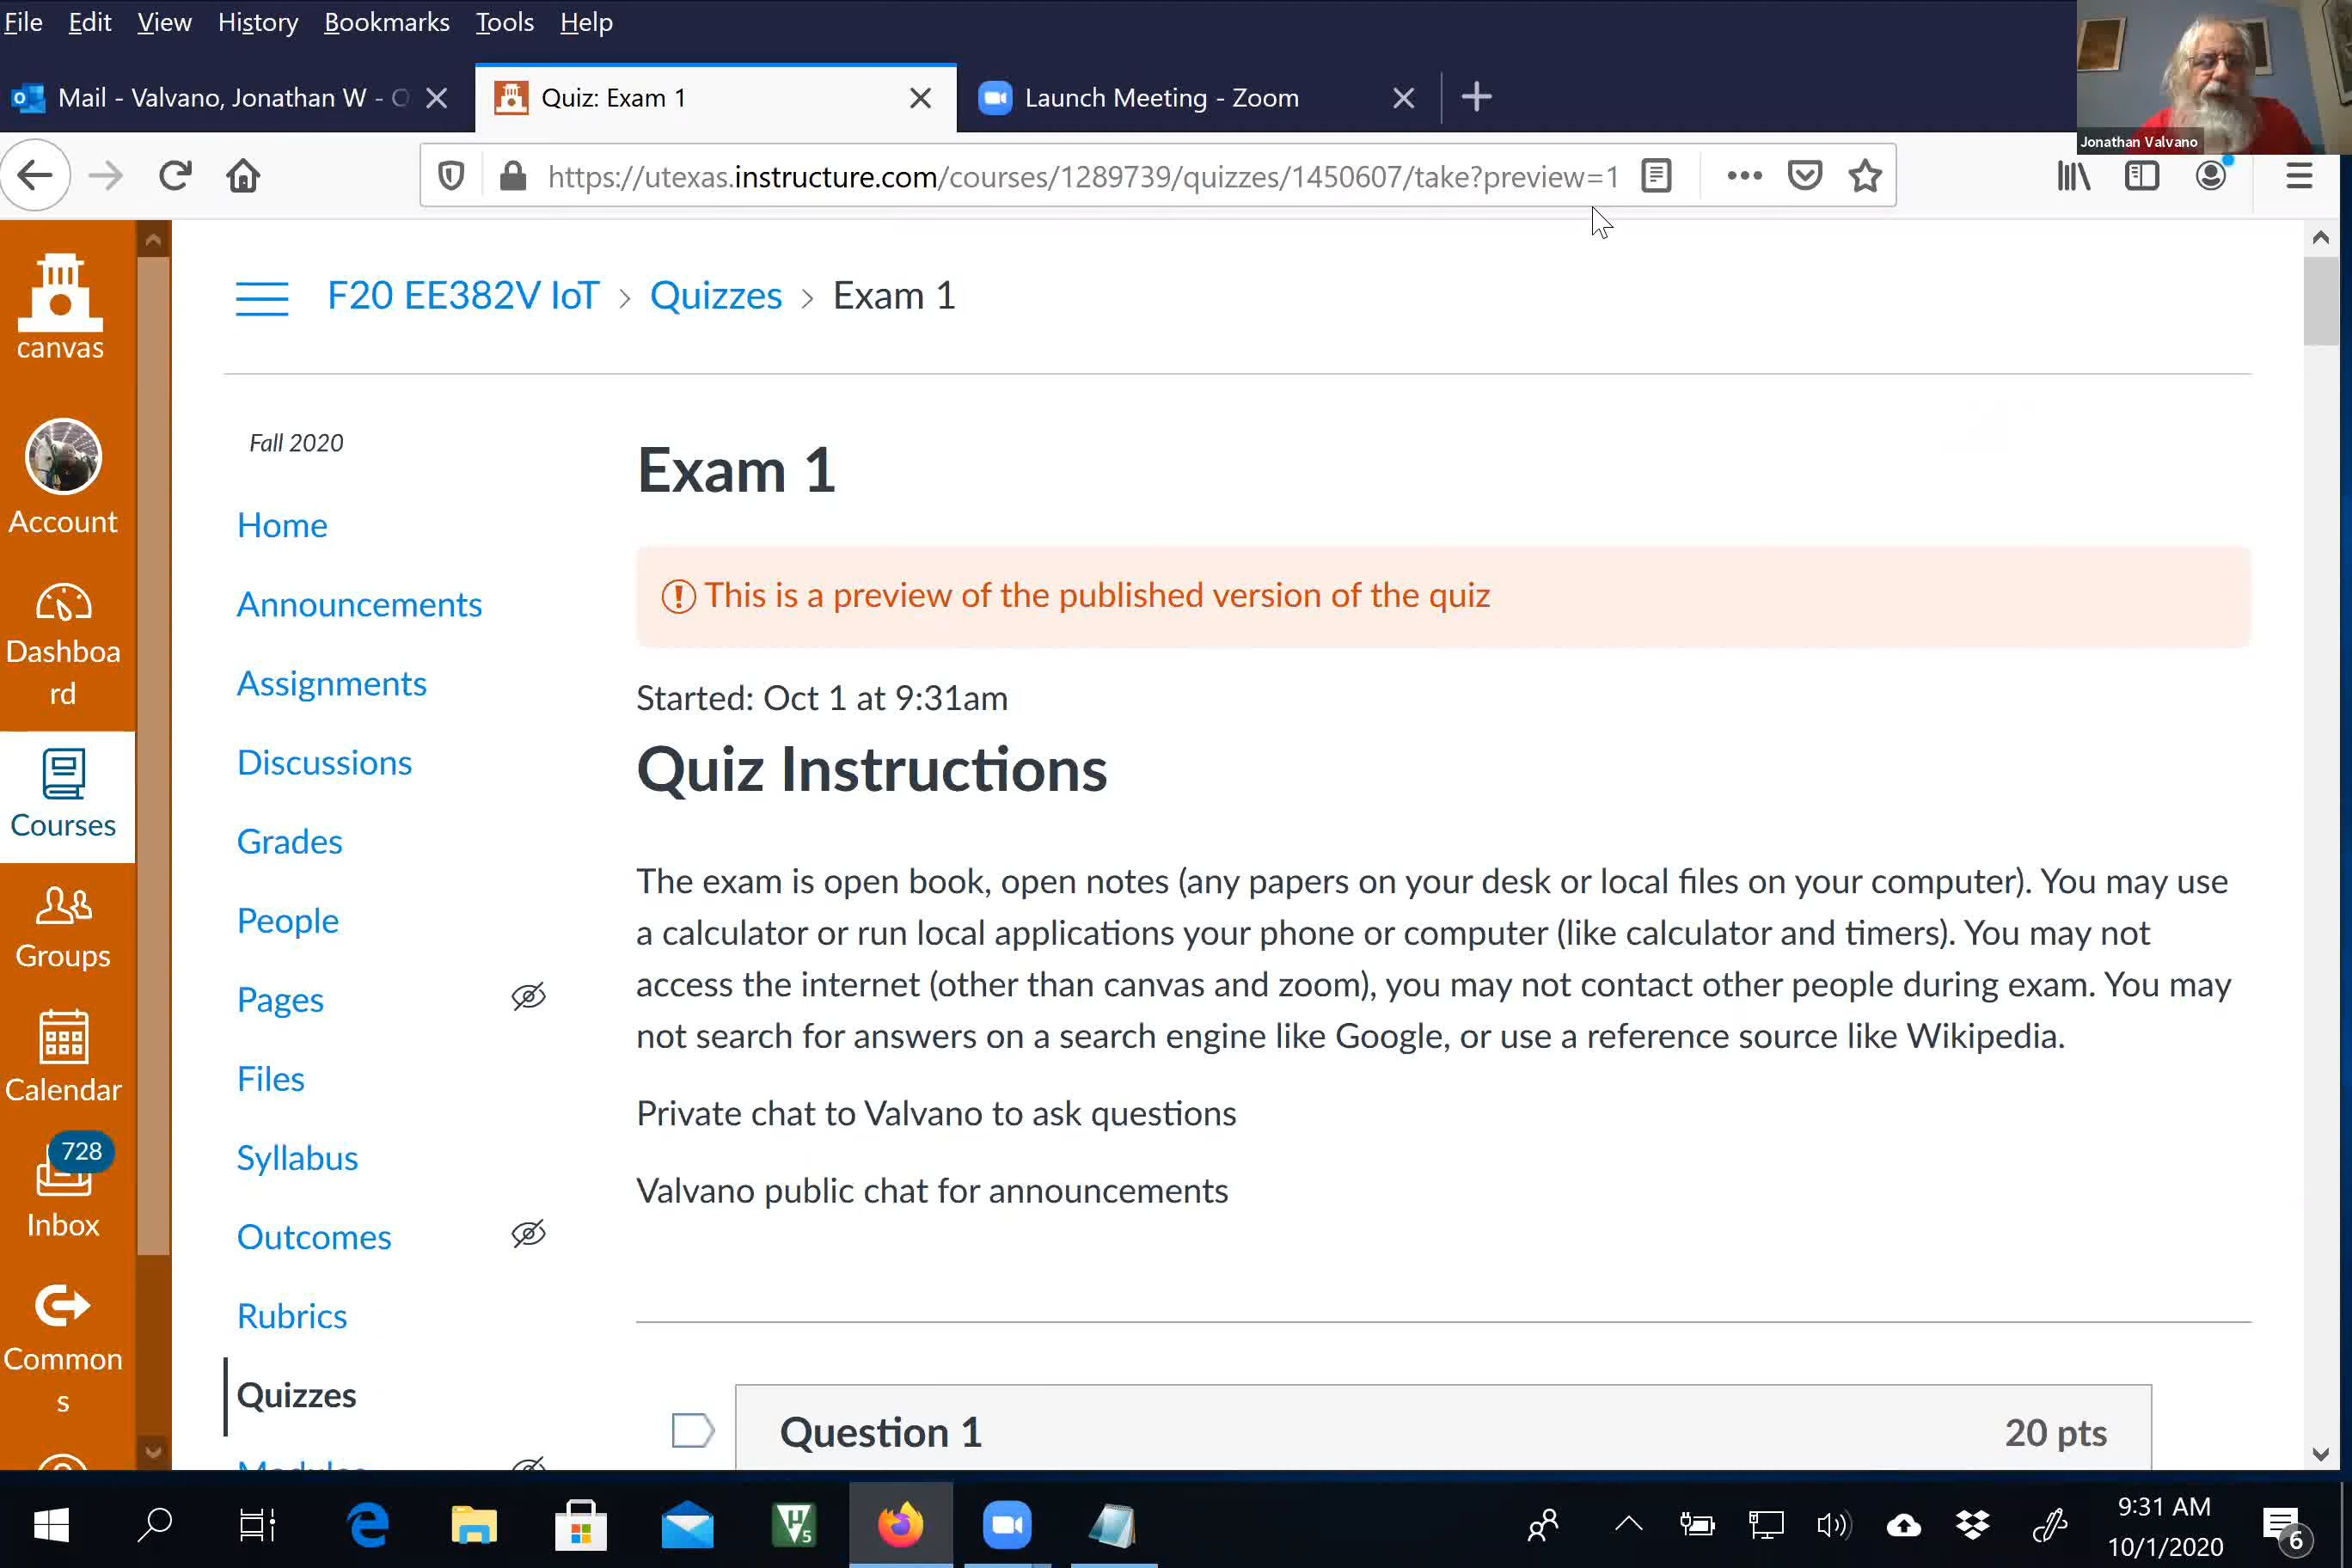 File Edit View History Bookmarks Tools Help
Mail - Valvano, Jonathan W - O
Quiz: Exam 1
Launch Meeting - Zoom
Jonathan Valvano
https://utexas.instructure.com/courses/1289739/quizzes/1450607/take?preview=1
canvas
Account
Dashboa
rd
Courses
Groups
Calendar
728
Inbox
Common
s
F20 EE382V IoT > Quizzes > Exam 1
Fall 2020
Home
Announcements
Assignments
Discussions
Grades
People
Pages
Files
Syllabus
Outcomes
Rubrics
Quizzes
Modules
Exam 1
This is a preview of the published version of the quiz
Started: Oct 1 at 9:31am
Quiz Instructions
The exam is open book, open notes (any papers on your desk or local files on your computer). You may use
a calculator or run local applications your phone or computer (like calculator and timers). You may not
access the internet (other than canvas and zoom), you may not contact other people during exam. You may
not search for answers on a search engine like Google, or use a reference source like Wikipedia.
Private chat to Valvano to ask questions
Valvano public chat for announcements
Question 1
20 pts
9:31 AM
10/1/2020
6